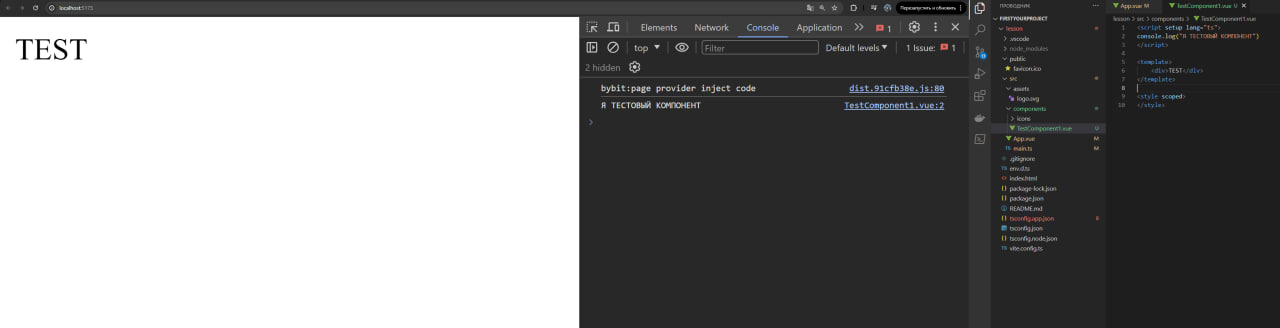 localhost:5173
Перезапустить и обновить
TEST
Elements Network Console Application
top Filter Default levels 1 Issue: 1
2 hidden
bybit:page provider inject code dist.91cfb38e.js:80
Я ТЕСТОВЫЙ КОМПОНЕНТ TestComponent1.vue:2
ПРОВОДНИК
FIRSTYOURPROJECT
lesson
.vscode
node_modules
public
favicon.ico
src
assets
logo.svg
components
icons
TestComponent1.vue U
App.vue M
main.ts M
.gitignore
env.d.ts
index.html
package-lock.json
package.json
README.md
tsconfig.app.json
tsconfig.json
tsconfig.node.json
vite.config.ts
App.vue M TestComponent1.vue U
lesson > src > components > TestComponent1.vue
1 <script setup lang="ts">
2 console.log("Я ТЕСТОВЫЙ КОМПОНЕНТ")
3 </script>
4
5 <template>
6 <div>TEST</div>
7 </template>
8
9 <style scoped>
10 </style>